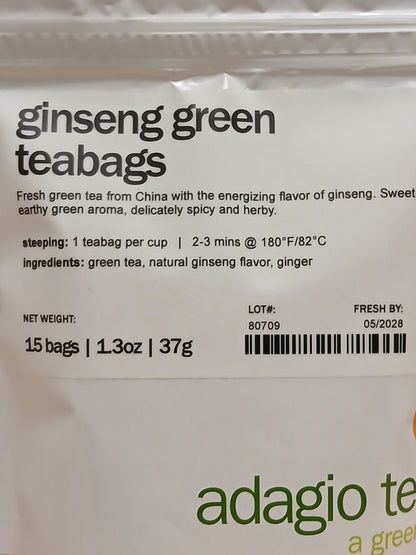 ginseng green
teabags
Fresh green tea from China with the energizing flavor of ginseng. Sweet
earthy green aroma, delicately spicy and herby.
steeping: 1 teabag per cup | 2-3 mins @ 180°F/82°C
ingredients: green tea, natural ginseng flavor, ginger
NET WEIGHT:
15 bags | 1.3oz | 37g
LOT#:
80709
FRESH BY:
05/2028
adagio te
a gree